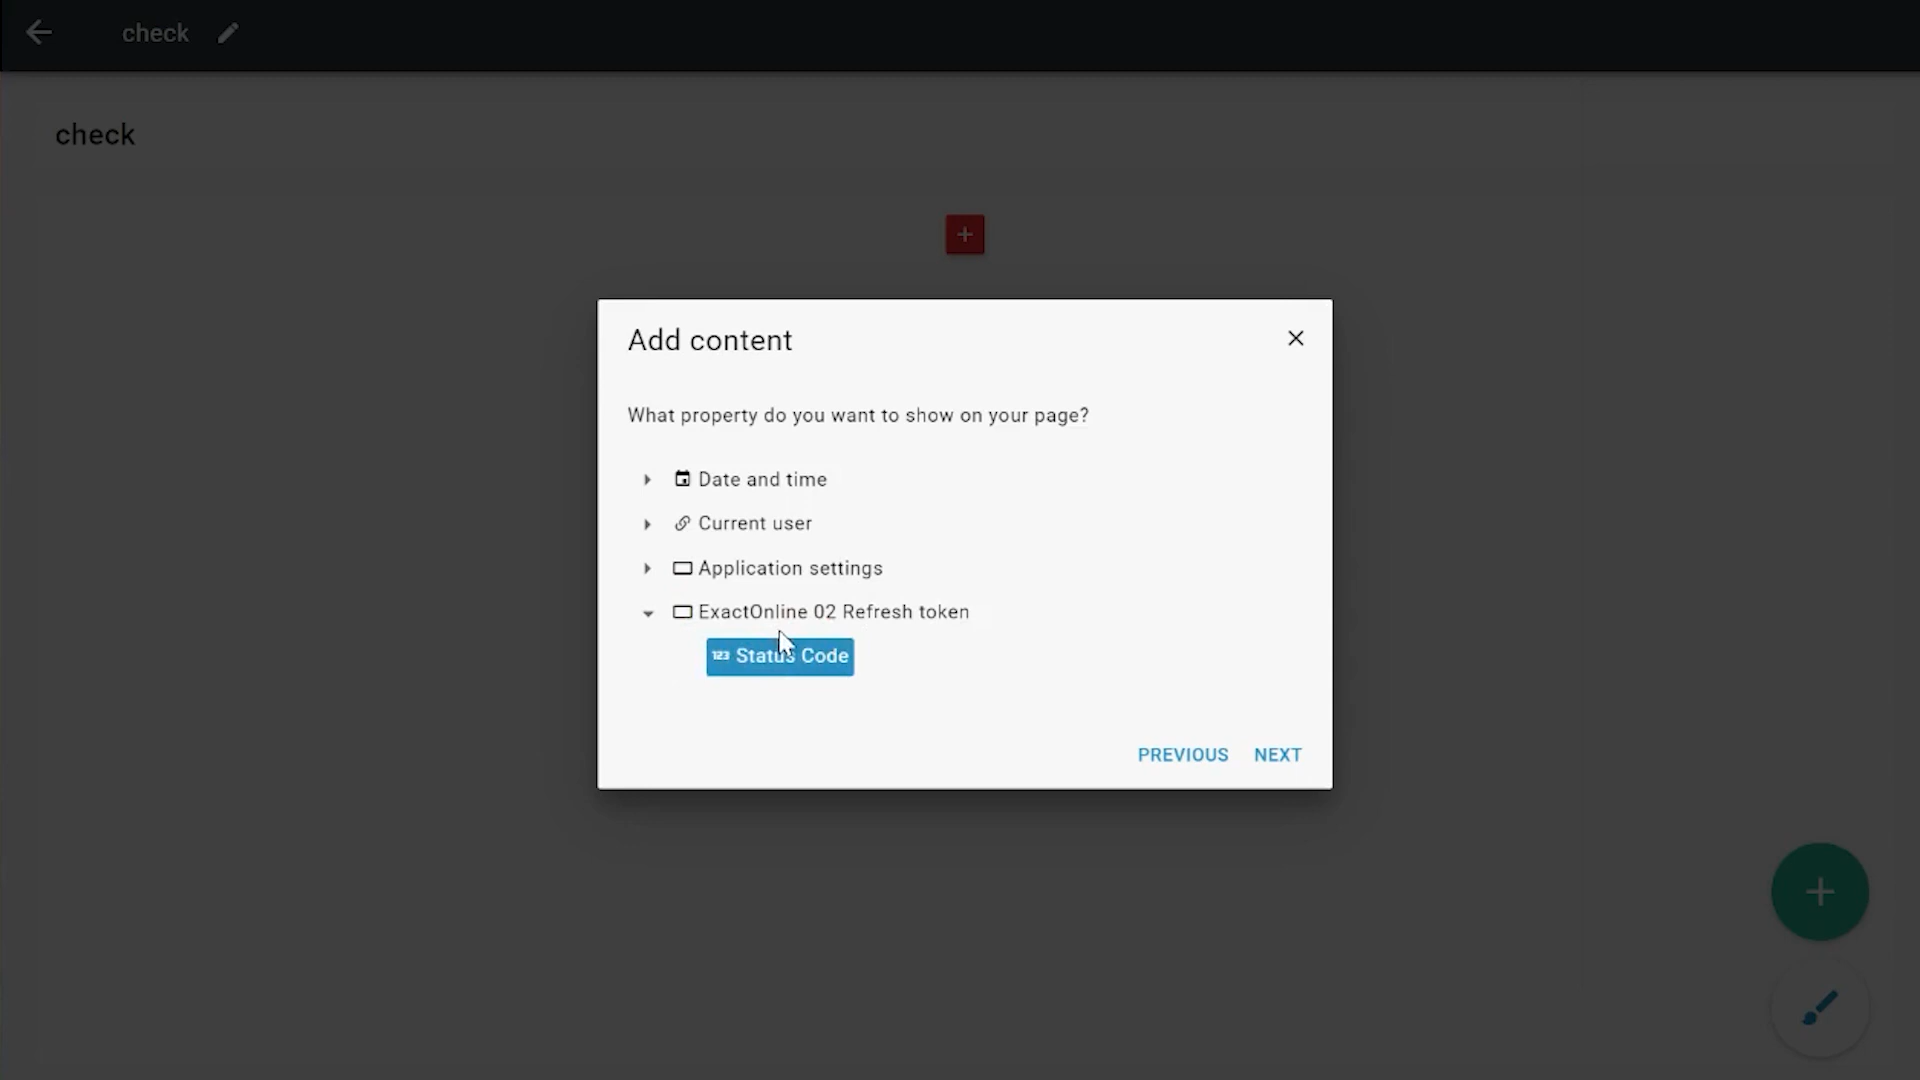 check
check
+
Add content
What property do you want to show on your page?
Date and time
Current user
Application settings
ExactOnline 02 Refresh token
123 Status Code
PREVIOUS NEXT
+